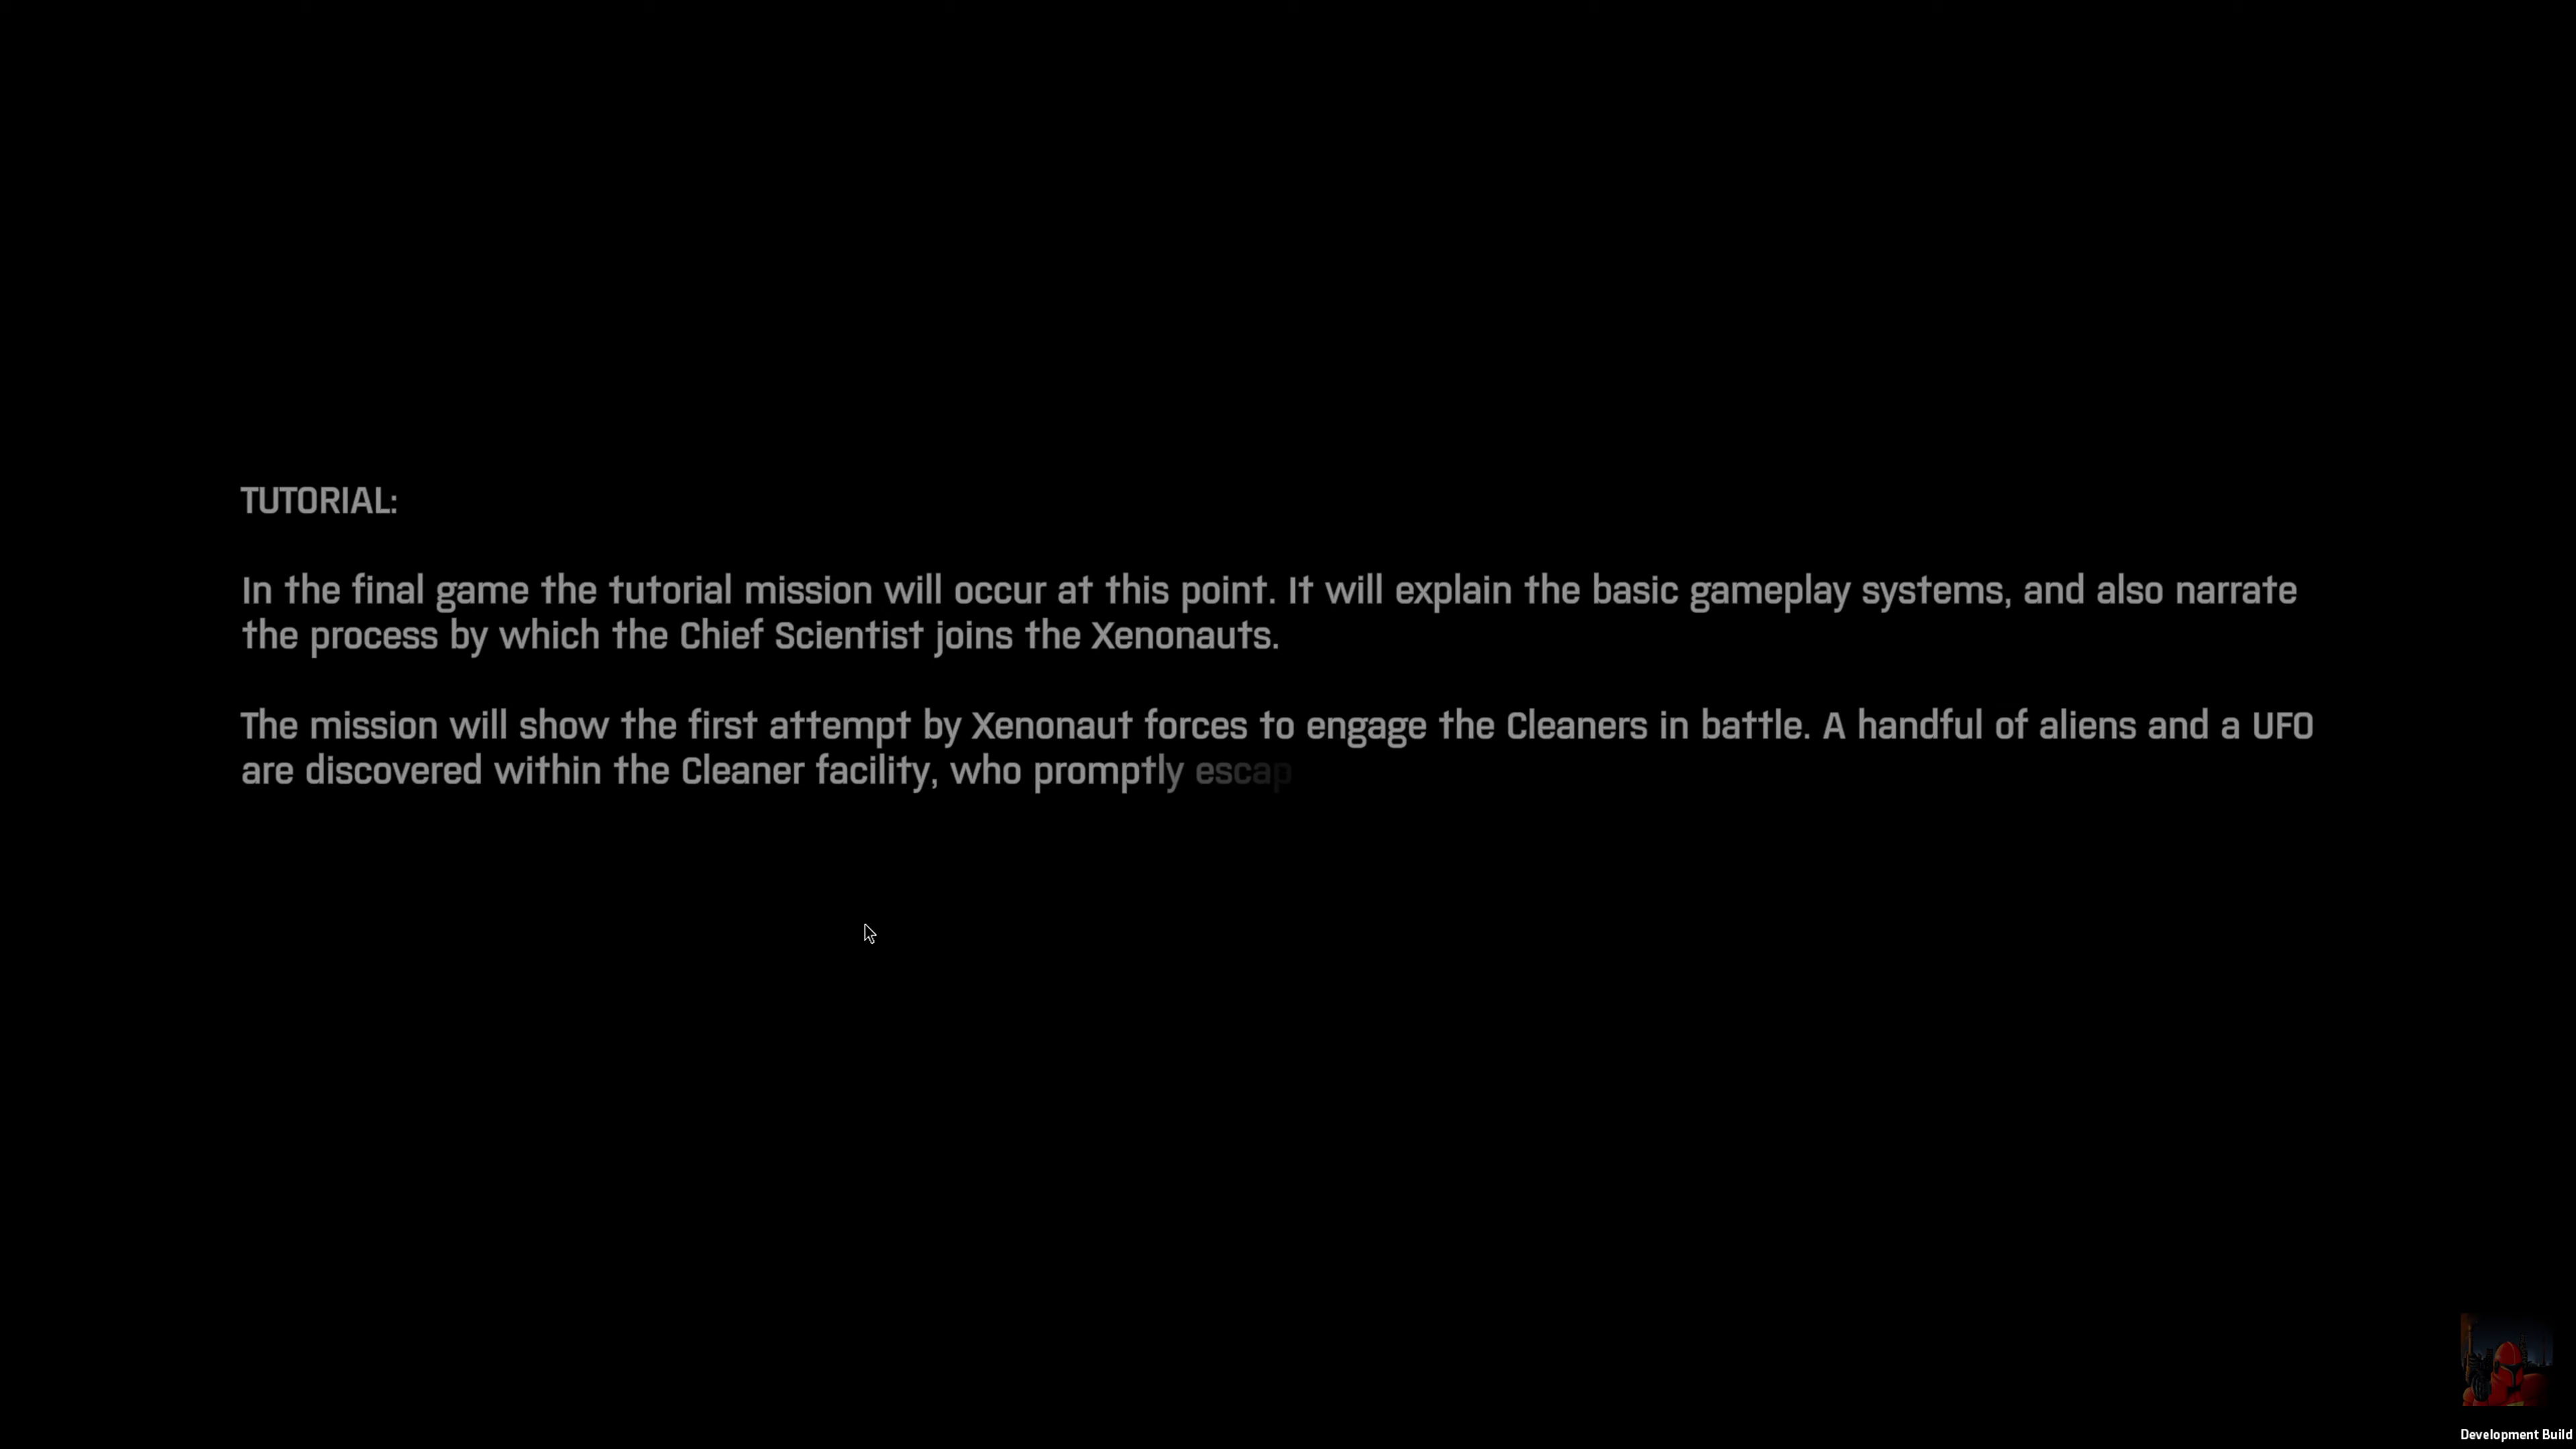 TUTORIAL:
In the final game the tutorial mission will occur at this point. It will explain the basic gameplay systems, and also narrate
the process by which the Chief Scientist joins the Xenonauts.
The mission will show the first attempt by Xenonaut forces to engage the Cleaners in battle. A handful of aliens and a UFO
are discovered within the Cleaner facility, who promptly escap
Development Build